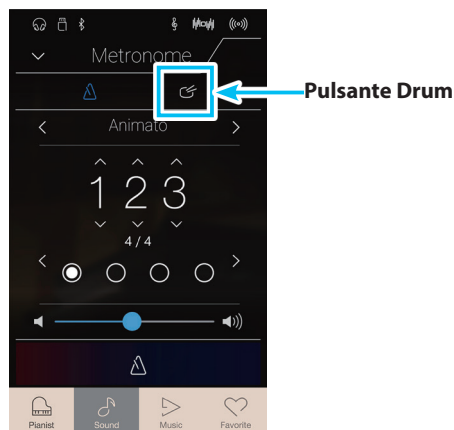 Metronome
Pulsante Drum
Animato
1 2 3
4 / 4
Pianist Sound Music Favorite